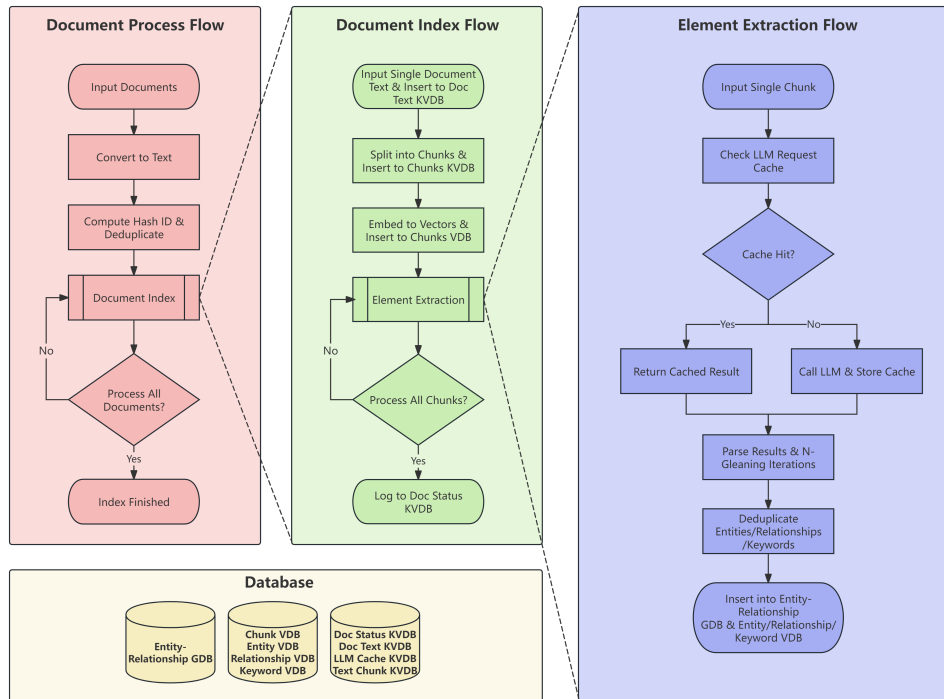 Document Process Flow
Input Documents
Convert to Text
Compute Hash ID &
Deduplicate
Document Index
No
Process All
Documents?
Yes
Index Finished
Document Index Flow
Input Single Document
Text & Insert to Doc
Text KVDB
Split into Chunks &
Insert to Chunks KVDB
Embed to Vectors &
Insert to Chunks VDB
Element Extraction
No
Process All Chunks?
Yes
Log to Doc Status
KVDB
Element Extraction Flow
Input Single Chunk
Check LLM Request
Cache
Cache Hit?
Yes
No
Return Cached Result
Call LLM & Store Cache
Parse Results & N-
Gleaning Iterations
Deduplicate
Entities/Relationships
/Keywords
Insert into Entity-
Relationship
GDB & Entity/Relationship/
Keyword VDB
Database
Entity-
Relationship GDB
Chunk VDB
Entity VDB
Relationship VDB
Keyword VDB
Doc Status KVDB
Doc Text KVDB
LLM Cache KVDB
Text Chunk KVDB